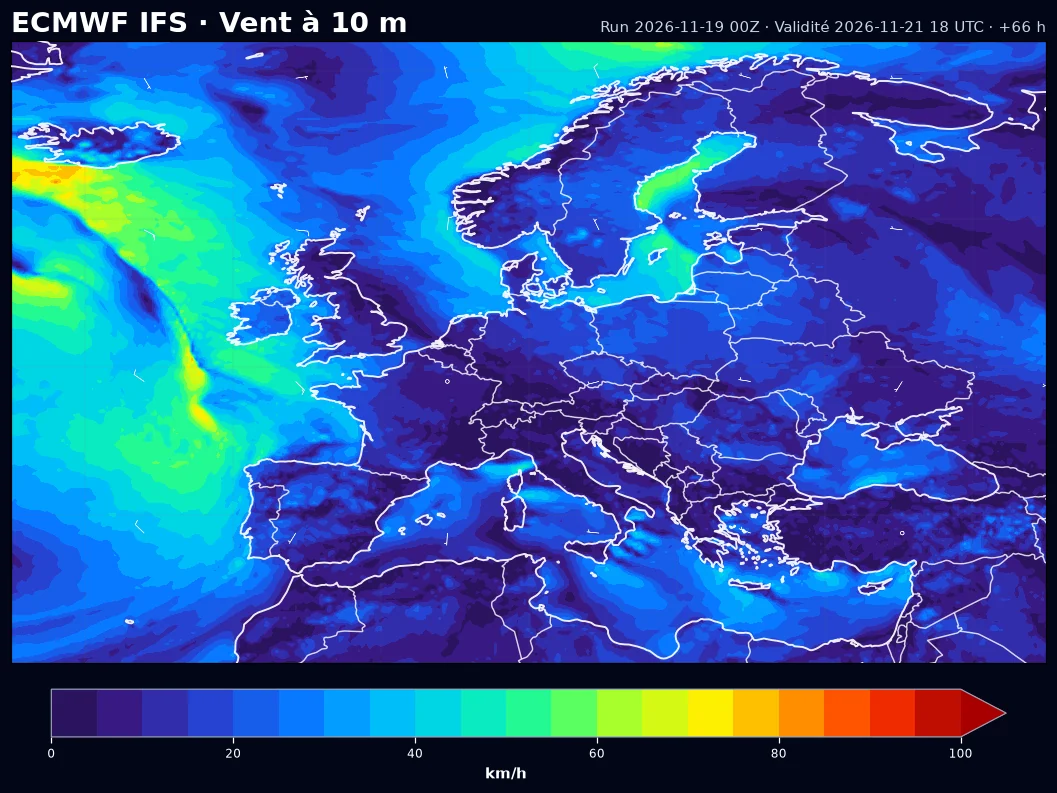 ECMWF IFS · Vent à 10 m
Run 2026-11-19 00Z · Validité 2026-11-21 18 UTC · +66 h
0 20 40 60 80 100
km/h